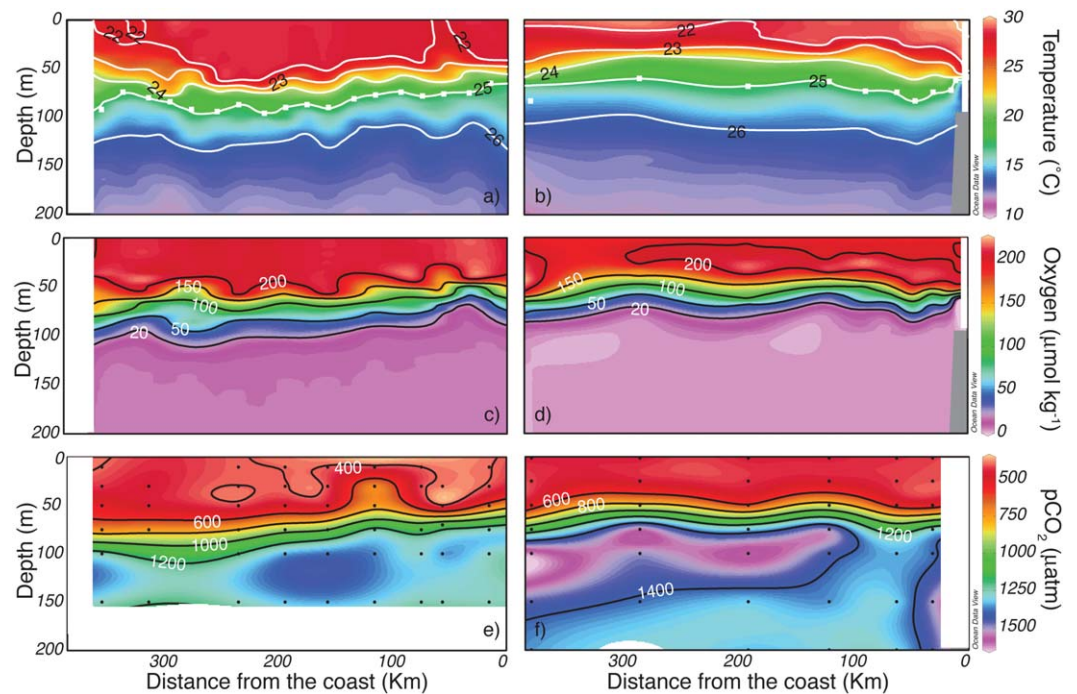 0 50 100 150 200
Depth (m)
22 22 22 23 24 25 26
a)
22 23 24 25 26
b)
Ocean Data View
30 25 20 15 10
Temperature (°C)
0 50 100 150 200
Depth (m)
150 200 100 50 20
c)
150 200 100 50 20
d)
Ocean Data View
200 150 100 50 0
Oxygen (μmol kg-1)
0 50 100 150 200
Depth (m)
400 600 1000 1200
e)
600 800 1200 1400
f)
Ocean Data View
500 750 1000 1250 1500
pCO2 (μatm)
300 200 100 0
Distance from the coast (Km)
300 200 100 0
Distance from the coast (Km)